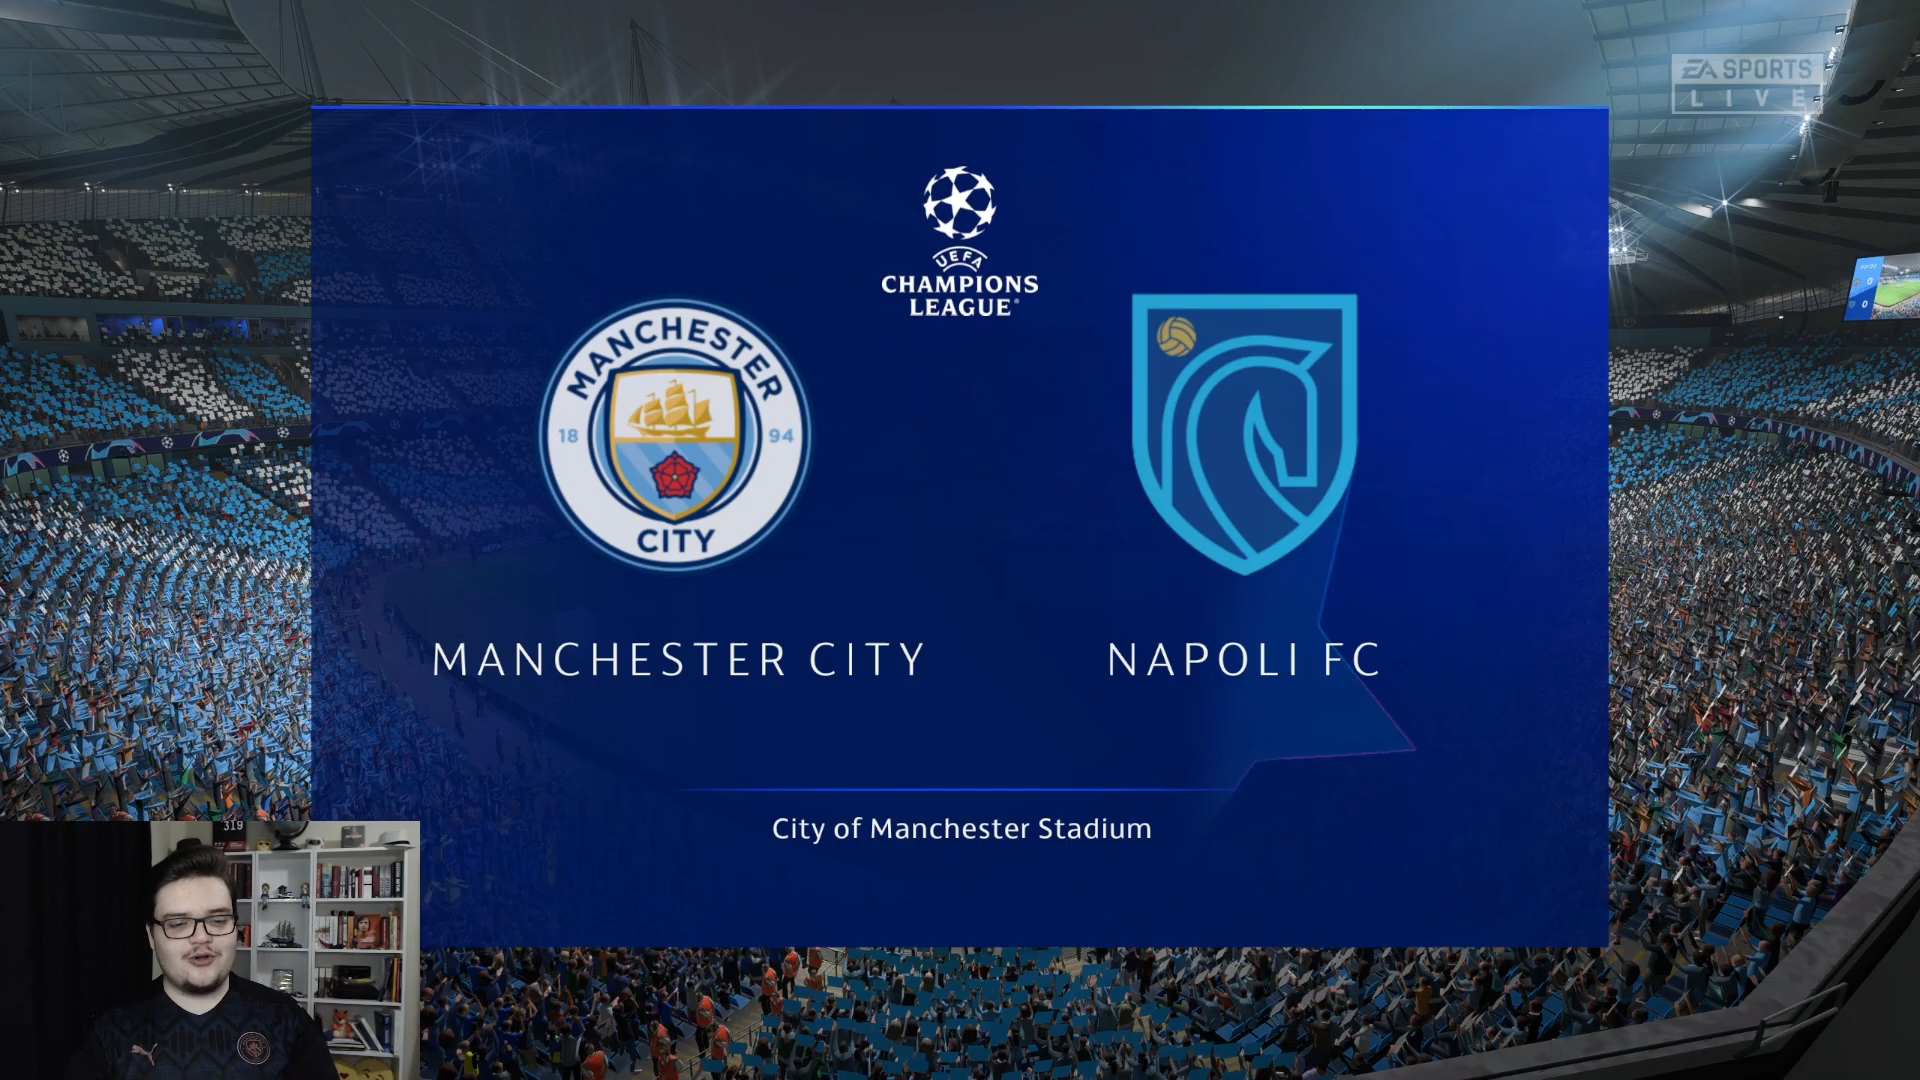 EA SPORTS
LIVE
UEFA
CHAMPIONS
LEAGUE
MANCHESTER
18 94
CITY
MANCHESTER CITY
NAPOLI FC
City of Manchester Stadium
319